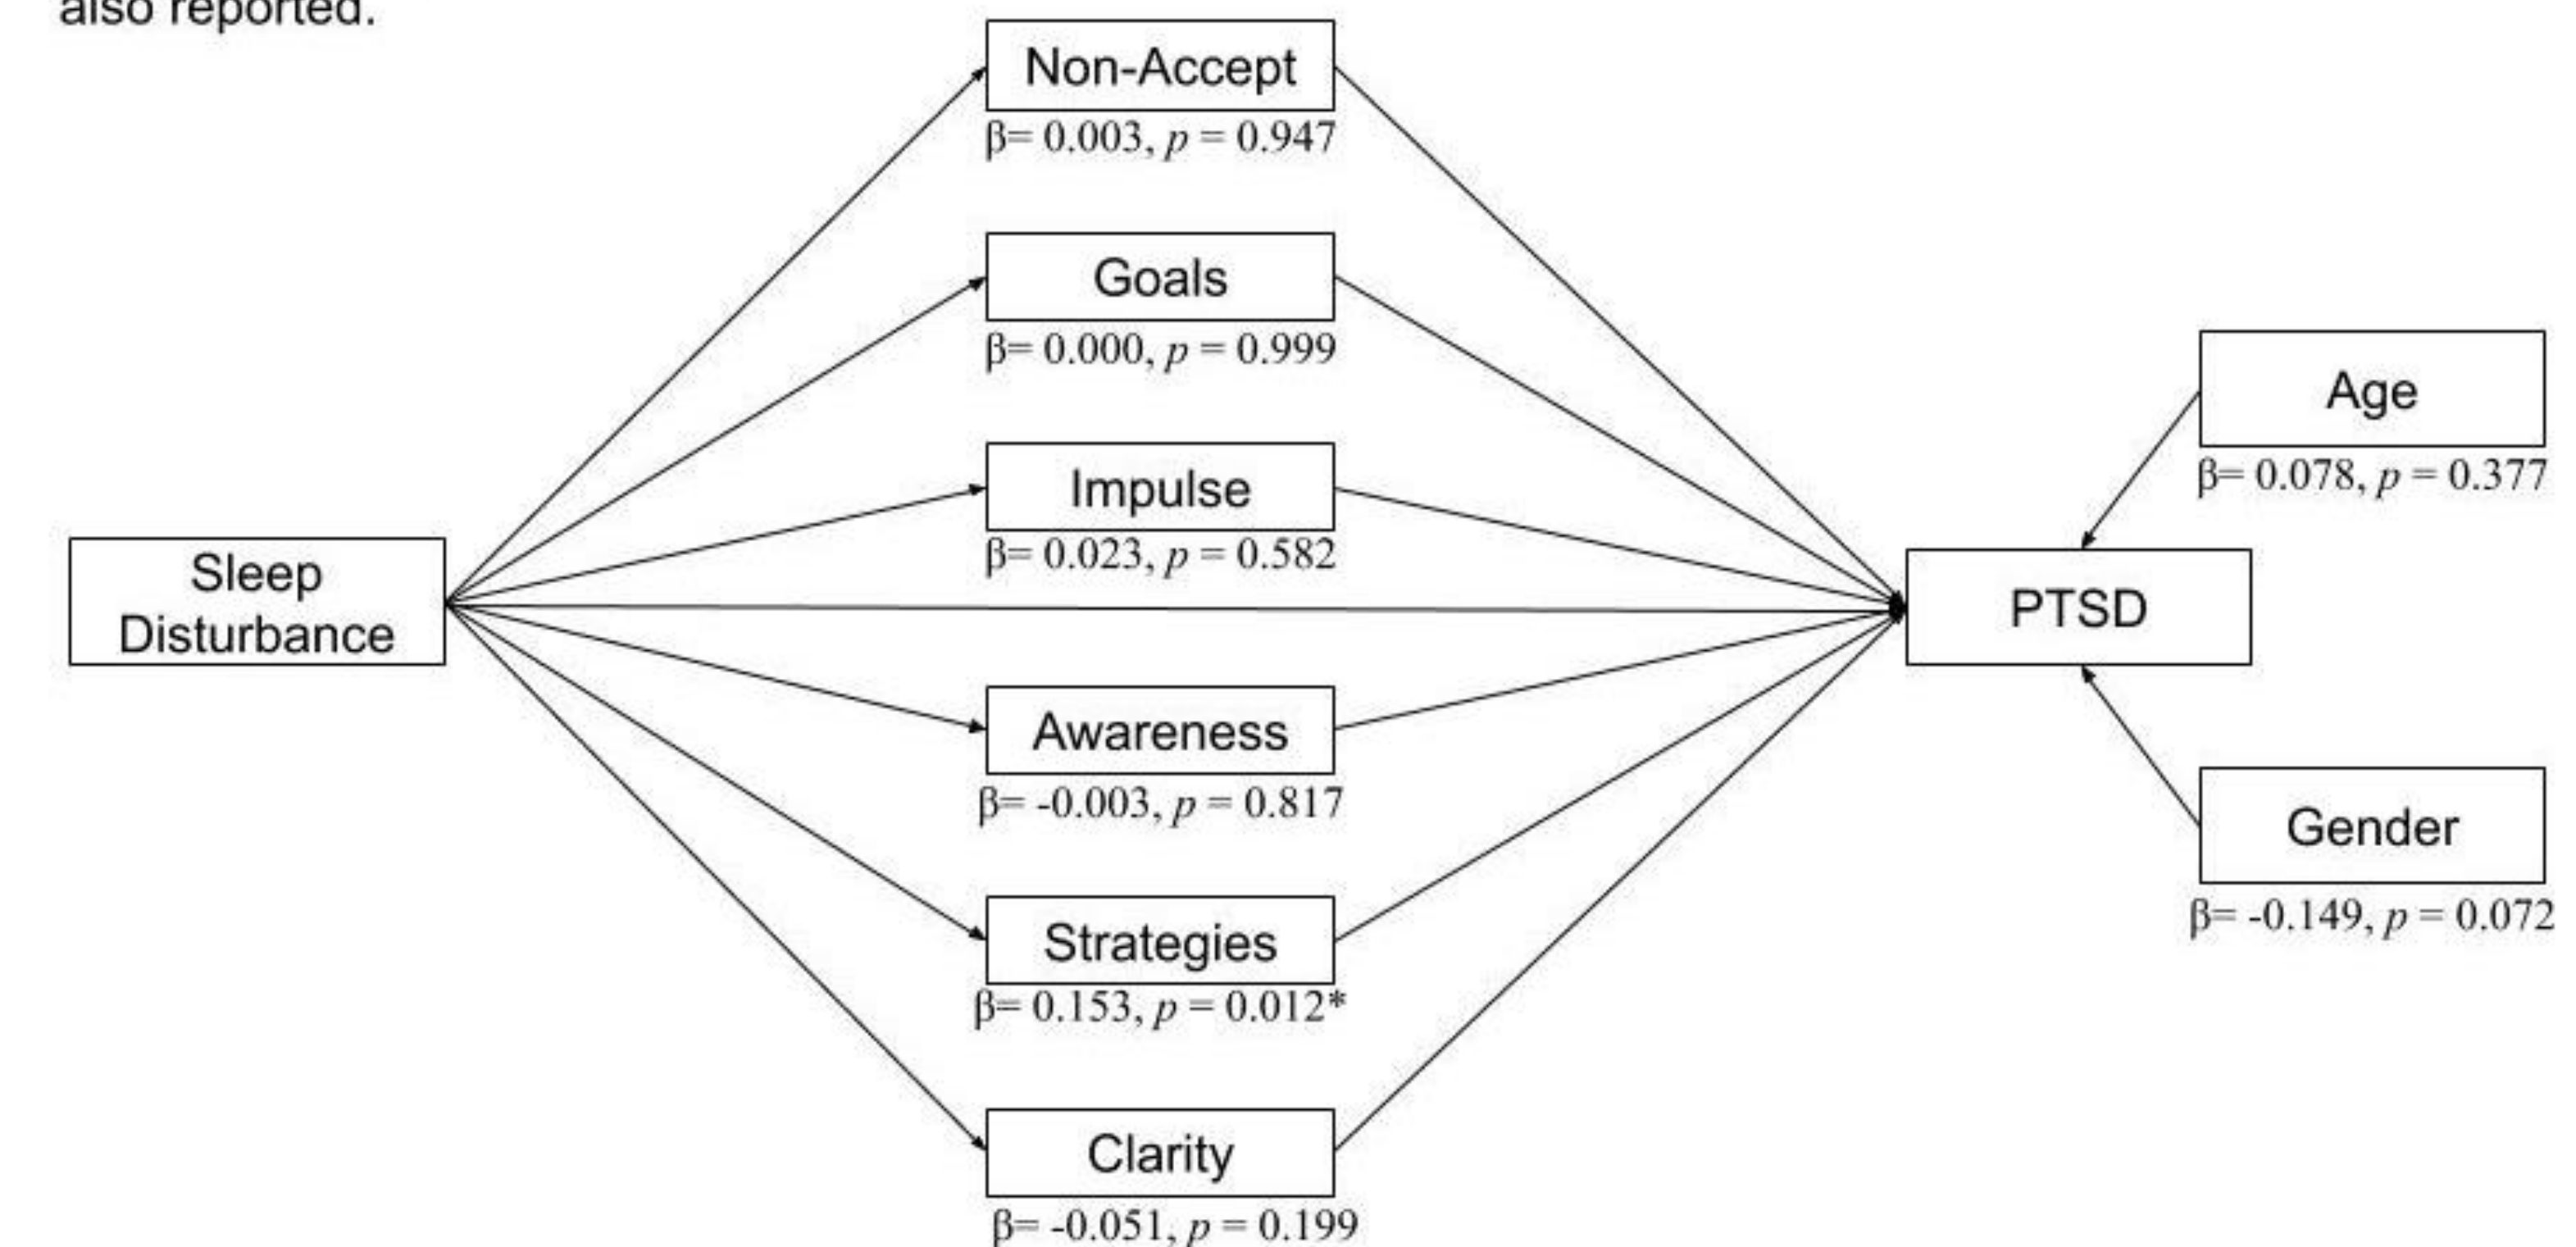 also reported.
Non-Accept
β= 0.003, p = 0.947
Goals
β= 0.000, p = 0.999
Impulse
β= 0.023, p = 0.582
Sleep
Disturbance
Awareness
β= -0.003, p = 0.817
Strategies
β= 0.153, p = 0.012*
Clarity
β= -0.051, p = 0.199
Age
β= 0.078, p = 0.377
PTSD
Gender
β= -0.149, p = 0.072